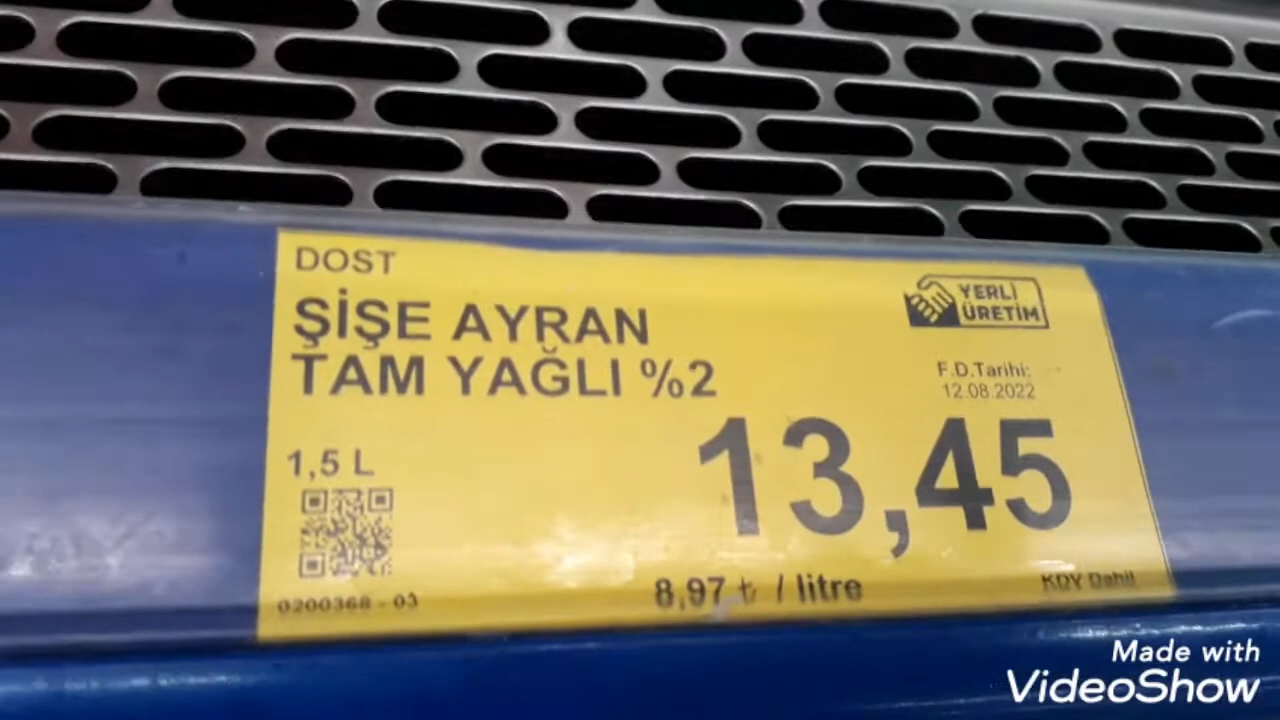 DOST
ŞİŞE AYRAN
TAM YAĞLI %2
YERLİ
ÜRETİM
F.D.Tarihi:
12.08.2022
1,5 L
13,45
8,97 ₺ / litre
KDV Dahil
0200368 - 03
Made with
VideoShow